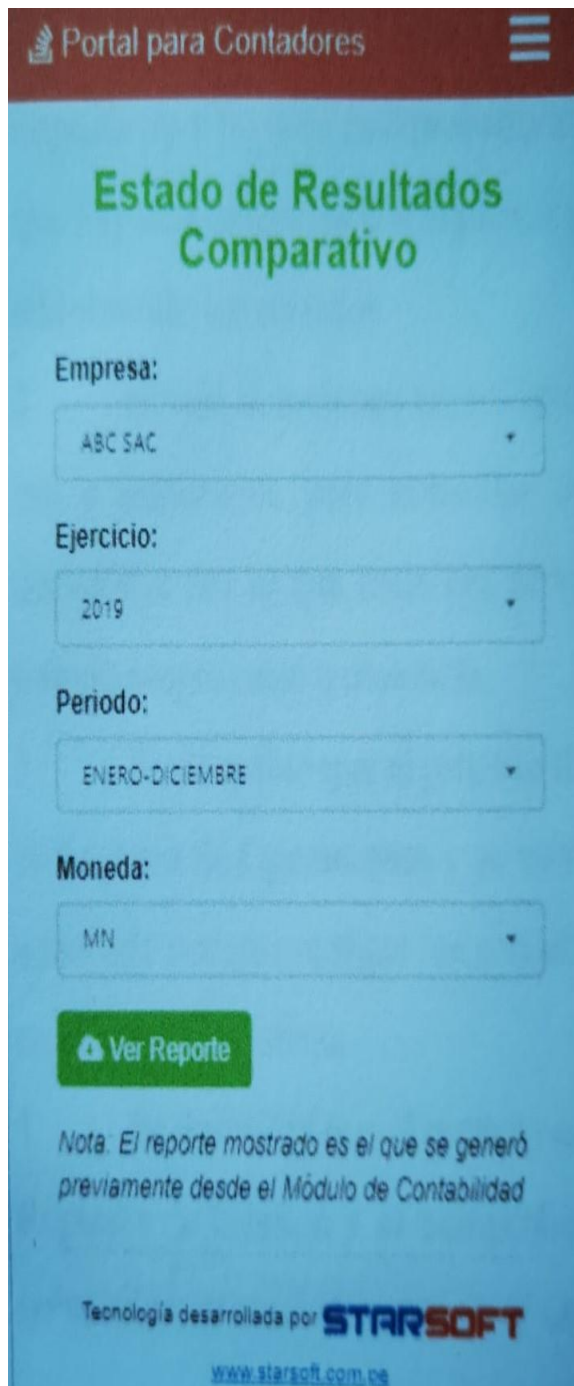 Portal para Contadores
Estado de Resultados
Comparativo
Empresa:
ABC SAC
Ejercicio:
2019
Periodo:
ENERO-DICIEMBRE
Moneda:
MN
Ver Reporte
Nota: El reporte mostrado es el que se generó
previamente desde el Módulo de Contabilidad
Tecnología desarrollada por STARSOFT
www.starsoft.com.pe